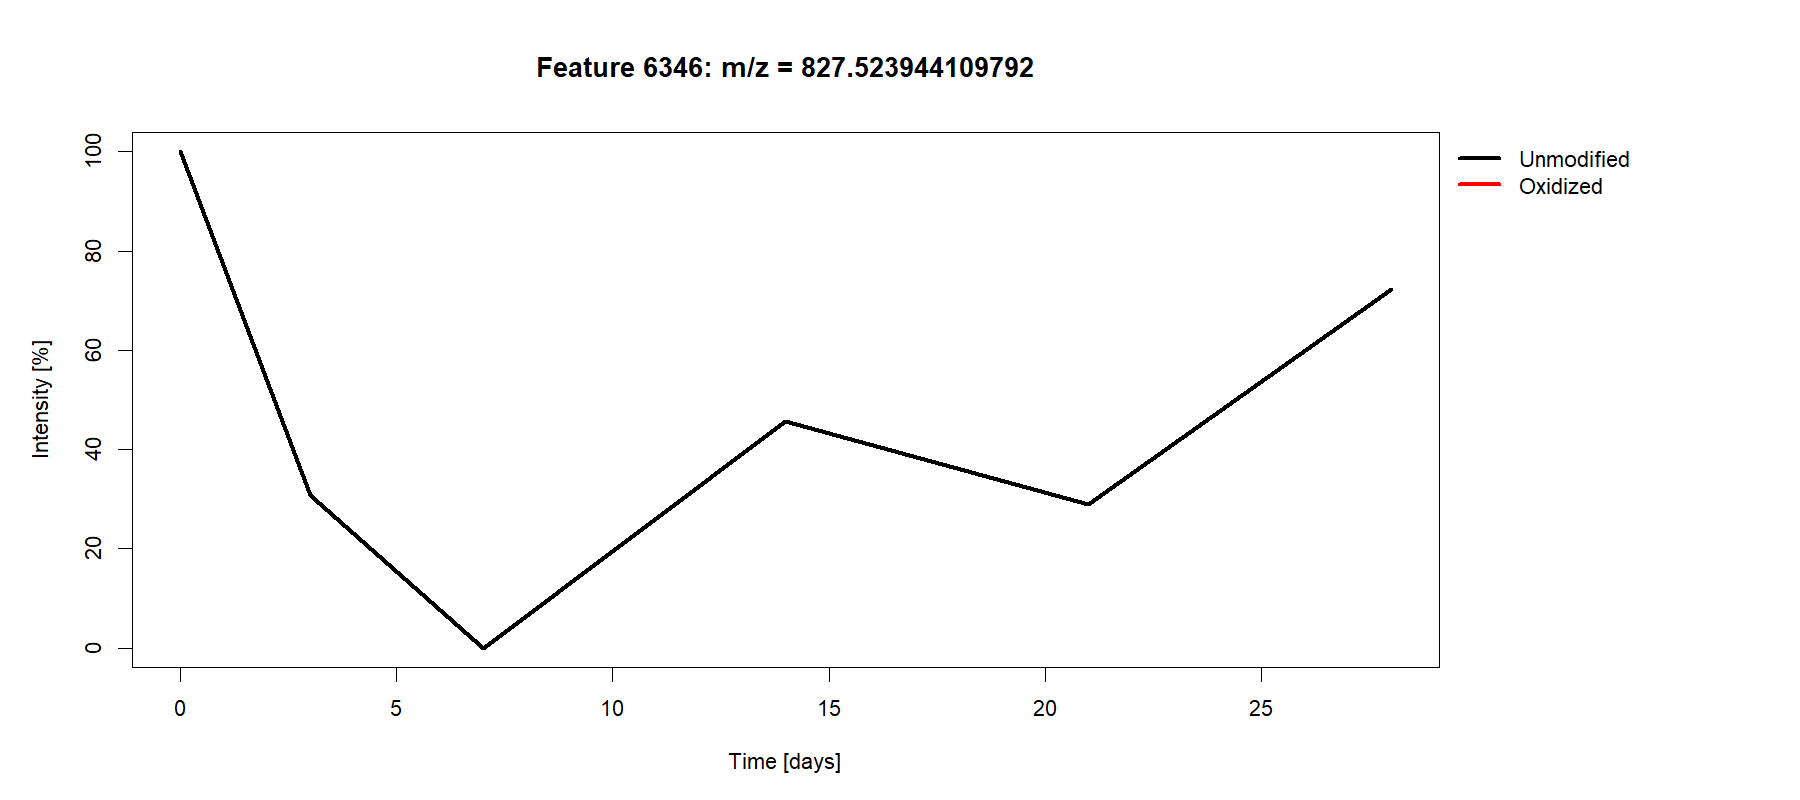 Feature 6346: m/z = 827.523944109792
Unmodified
Oxidized
Intensity [%]
100
80
60
40
20
0
0 5 10 15 20 25
Time [days]